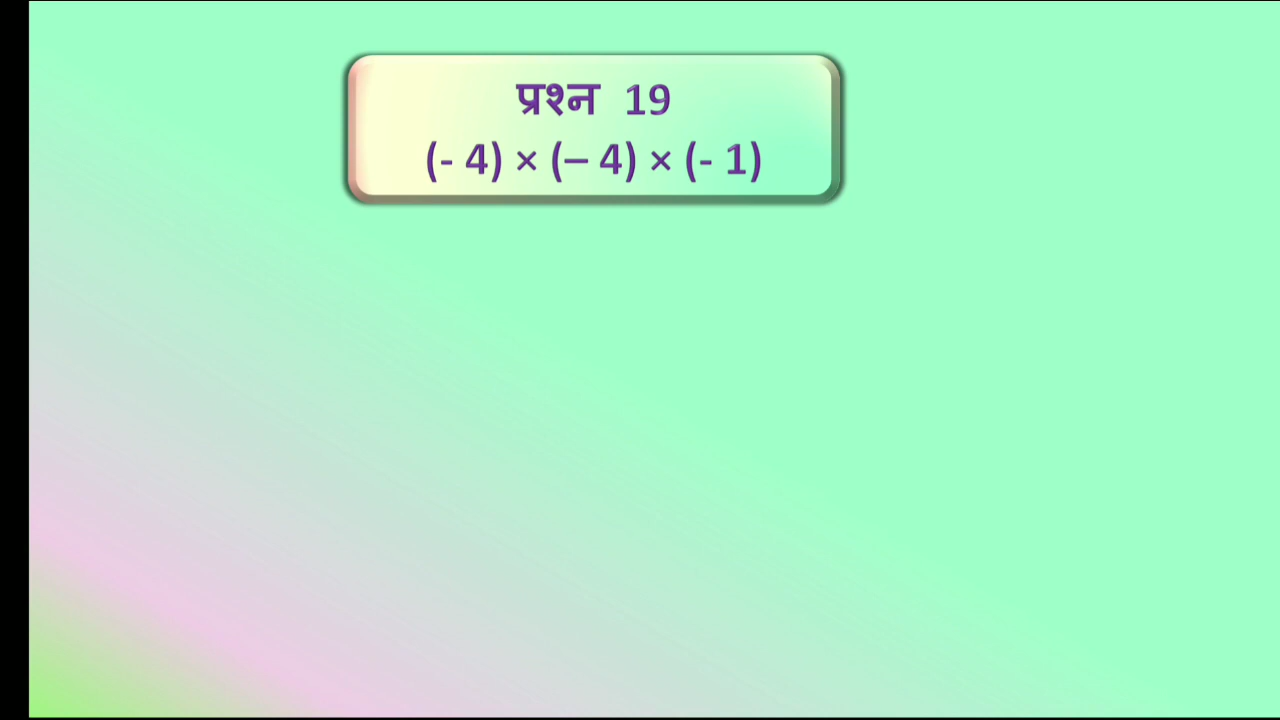 प्रश्न 19
(- 4) × (– 4) × (- 1)